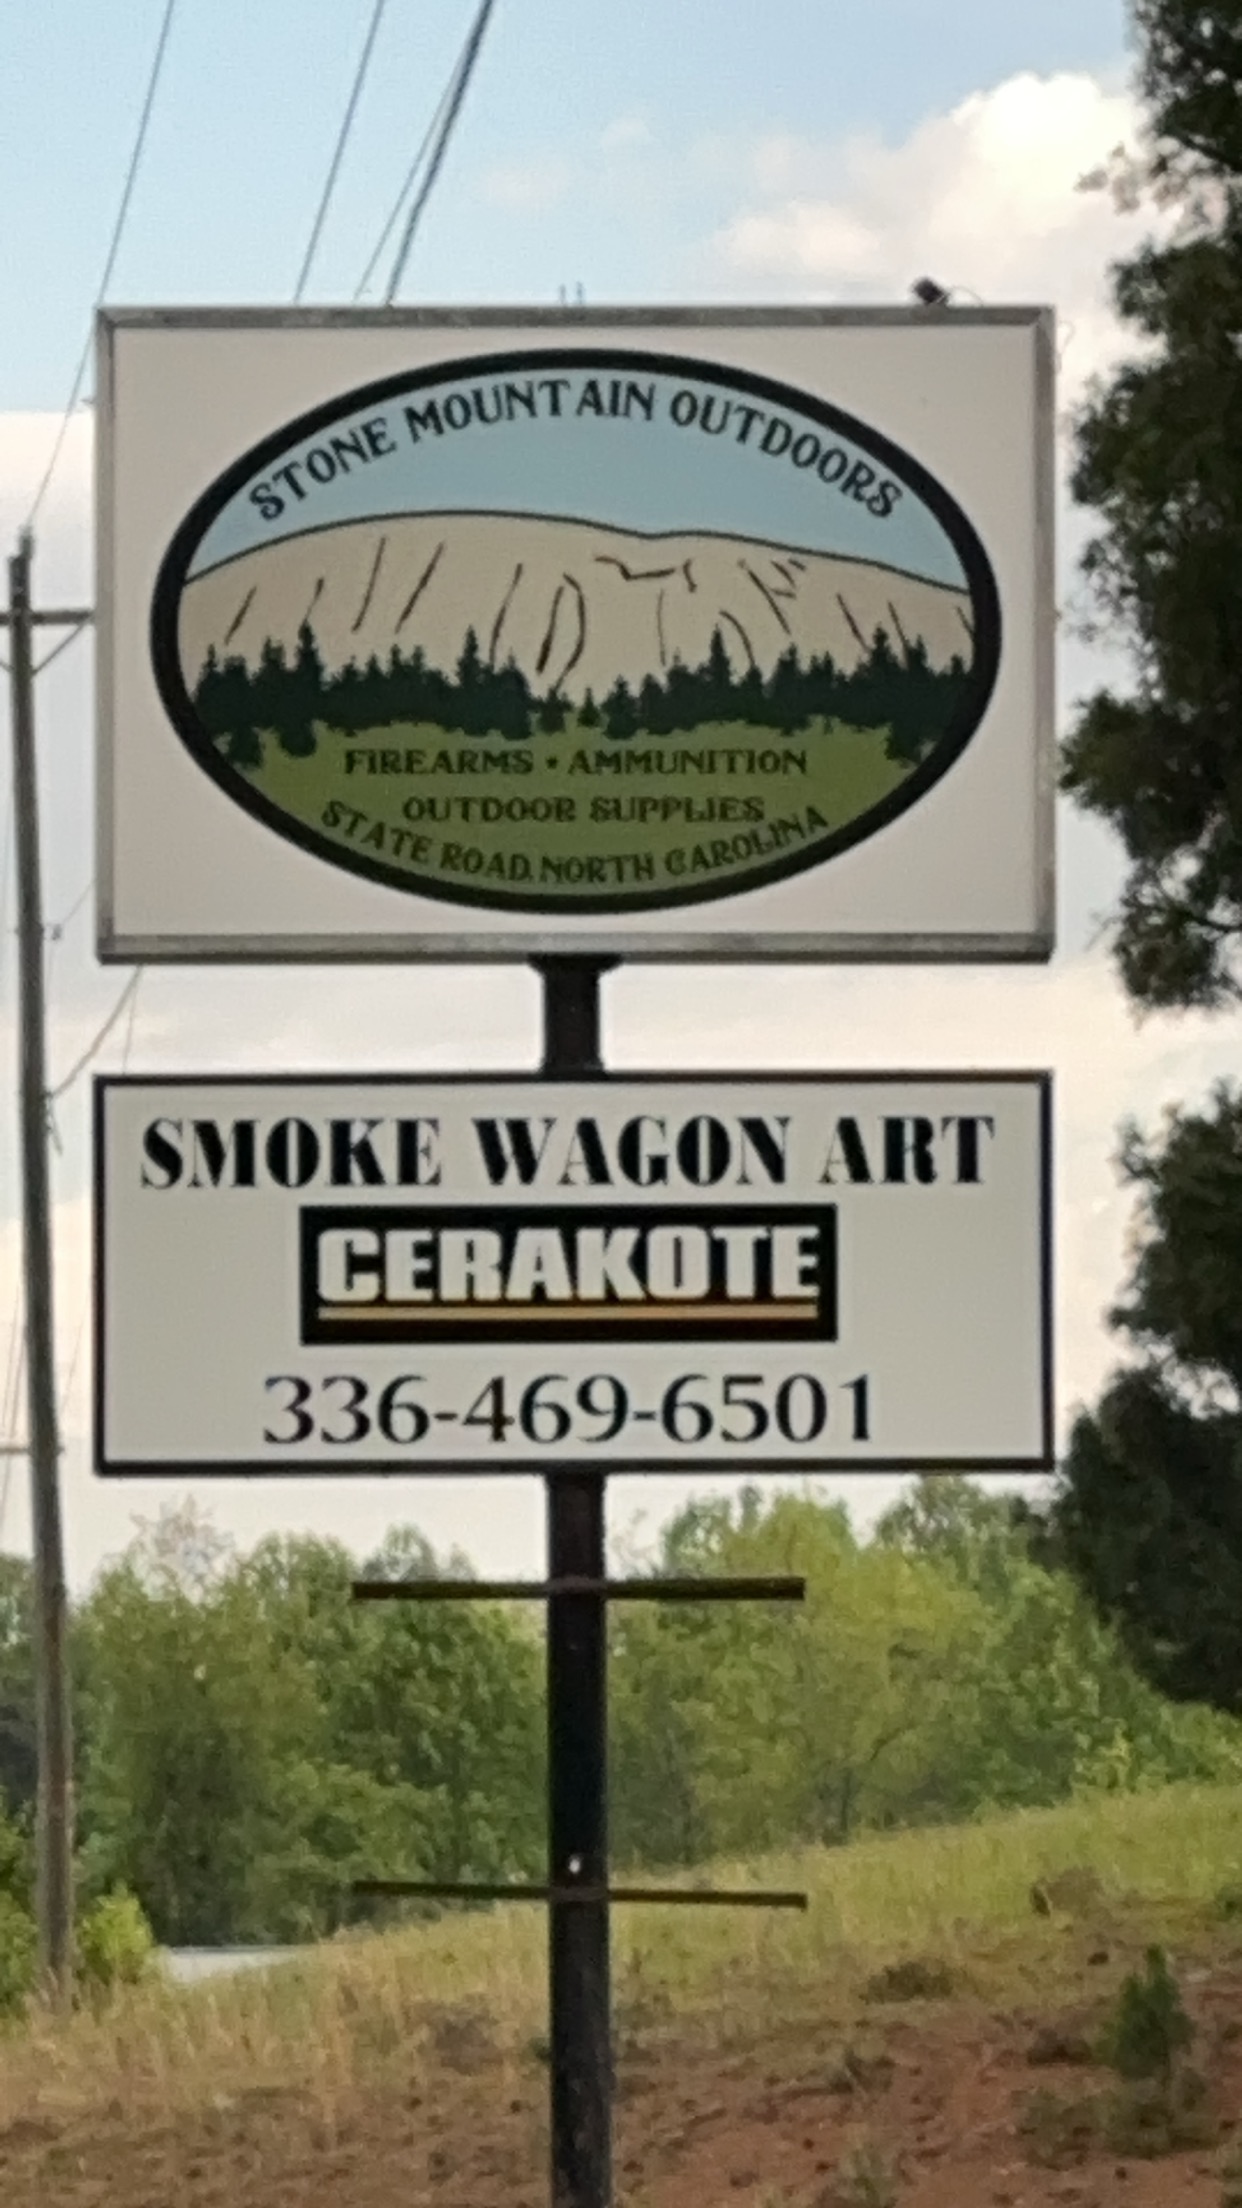 STONE MOUNTAIN OUTDOORS
FIREARMS • AMMUNITION
OUTDOOR SUPPLIES
STATE ROAD, NORTH CAROLINA
SMOKE WAGON ART
CERAKOTE
336-469-6501